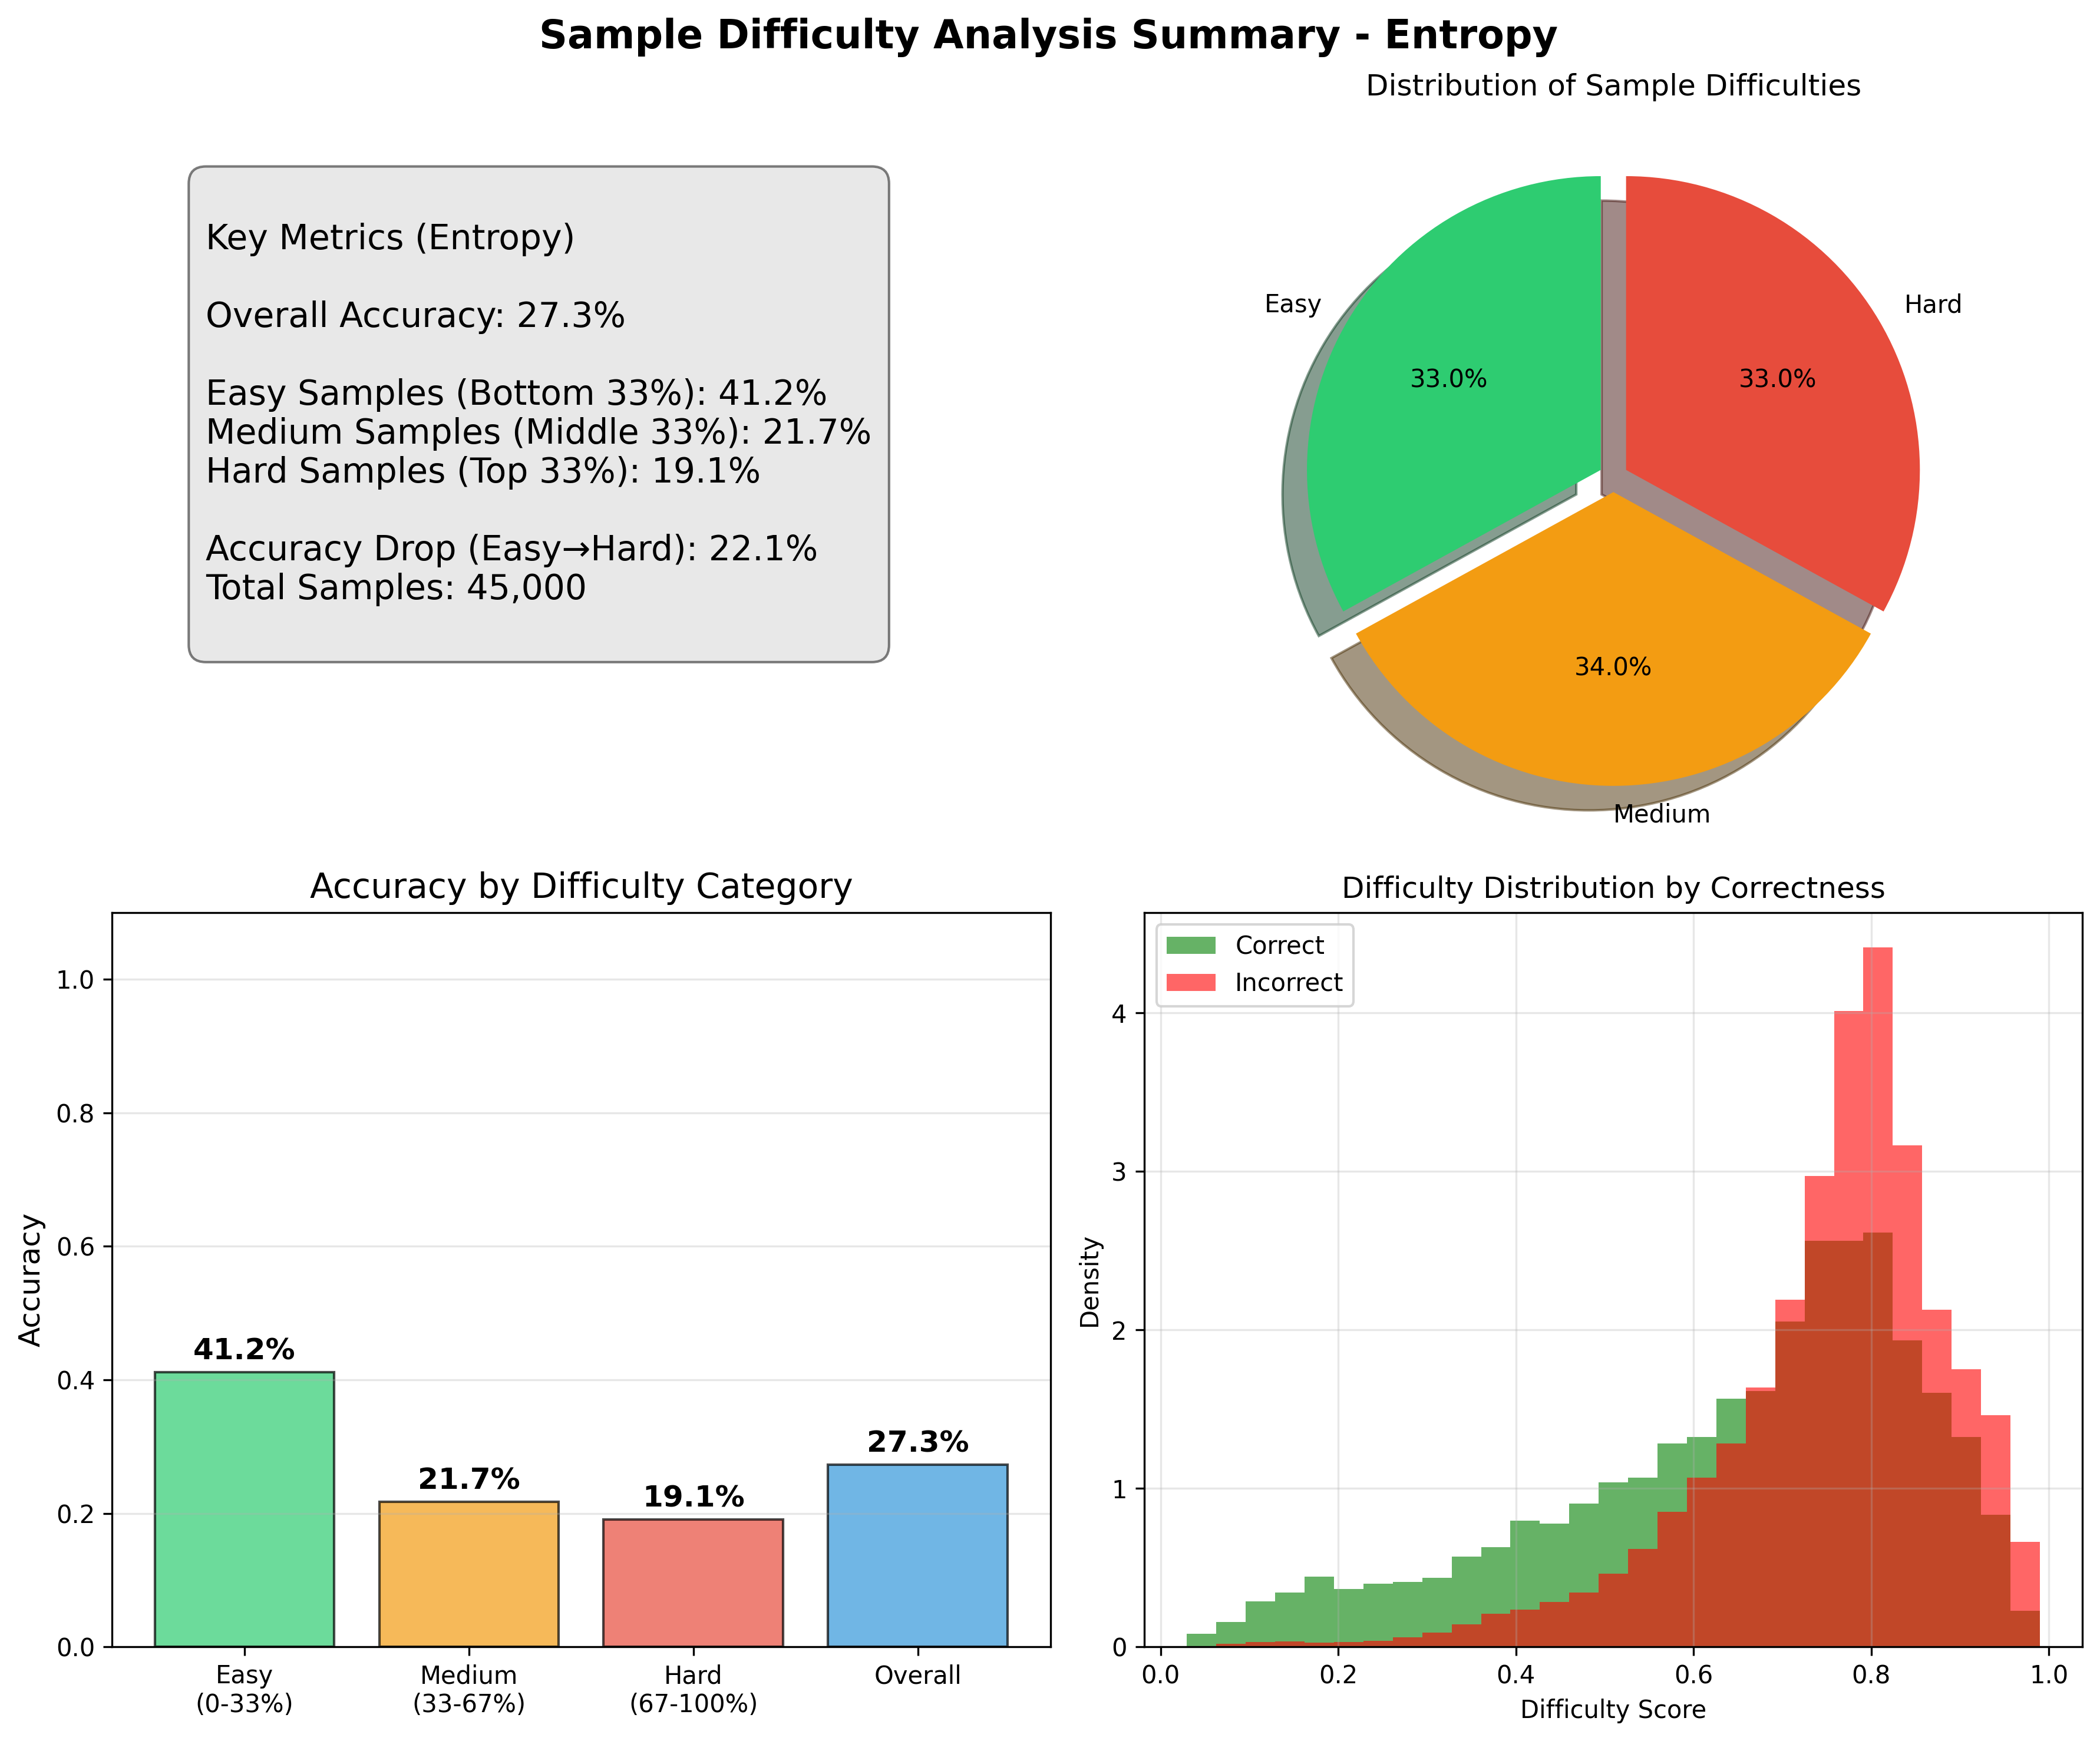 Sample Difficulty Analysis Summary - Entropy
Key Metrics (Entropy)
Overall Accuracy: 27.3%
Easy Samples (Bottom 33%): 41.2%
Medium Samples (Middle 33%): 21.7%
Hard Samples (Top 33%): 19.1%
Accuracy Drop (Easy→Hard): 22.1%
Total Samples: 45,000
Distribution of Sample Difficulties
Easy
Hard
33.0%
33.0%
34.0%
Medium
Accuracy by Difficulty Category
Accuracy
1.0
0.8
0.6
0.4
0.2
0.0
41.2%
21.7%
19.1%
27.3%
Easy
(0-33%)
Medium
(33-67%)
Hard
(67-100%)
Overall
Difficulty Distribution by Correctness
Correct
Incorrect
Density
4
3
2
1
0
0.0 0.2 0.4 0.6 0.8 1.0
Difficulty Score